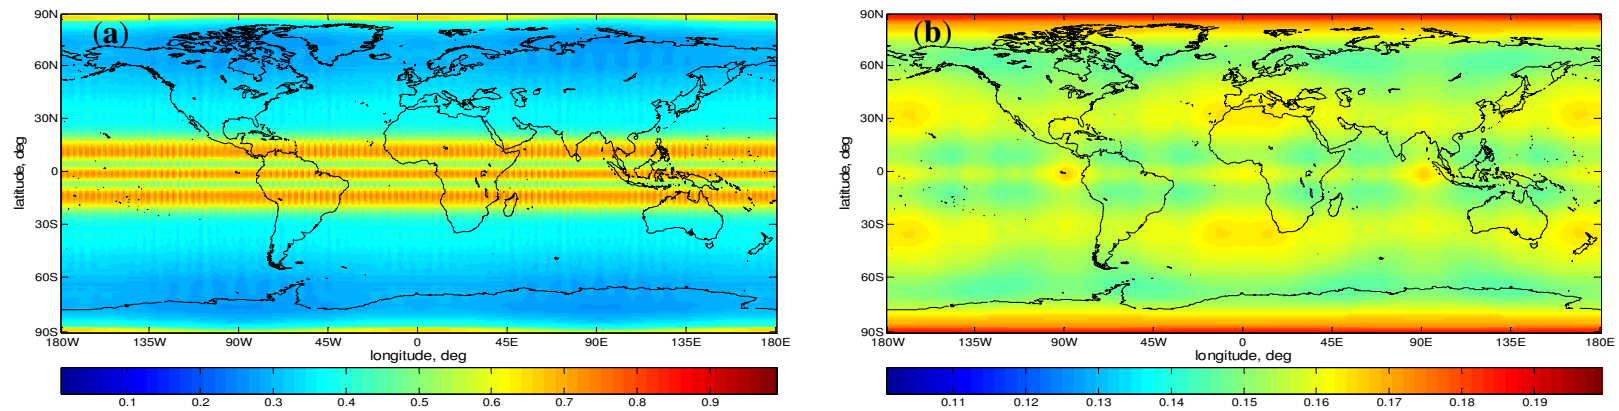 (a)
90N
60N
30N
0
30S
60S
90S
latitude, deg
180W 135W 90W 45W 0 45E 90E 135E 180E
longitude, deg
0.1 0.2 0.3 0.4 0.5 0.6 0.7 0.8 0.9
(b)
90N
60N
30N
0
30S
60S
90S
latitude, deg
180W 135W 90W 45W 0 45E 90E 135E 180E
longitude, deg
0.11 0.12 0.13 0.14 0.15 0.16 0.17 0.18 0.19